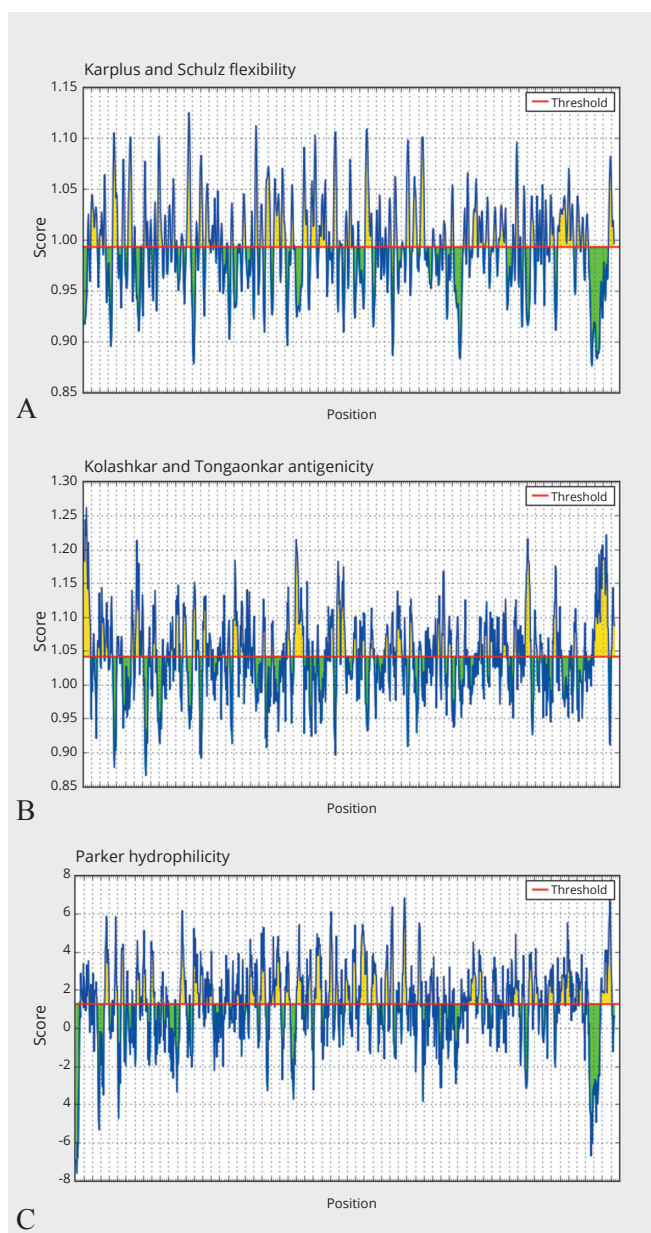 Karplus and Schulz flexibility
1.15
Threshold
1.10
1.05
1.00
Score
0.95
0.90
0.85
A
Position
Kolashkar and Tongaonkar antigenicity
1.30
Threshold
1.25
1.20
1.15
1.10
Score
1.05
1.00
0.95
0.90
0.85
B
Position
Parker hydrophilicity
8
Threshold
6
4
2
Score
0
-2
4
-6
-8
Position
C